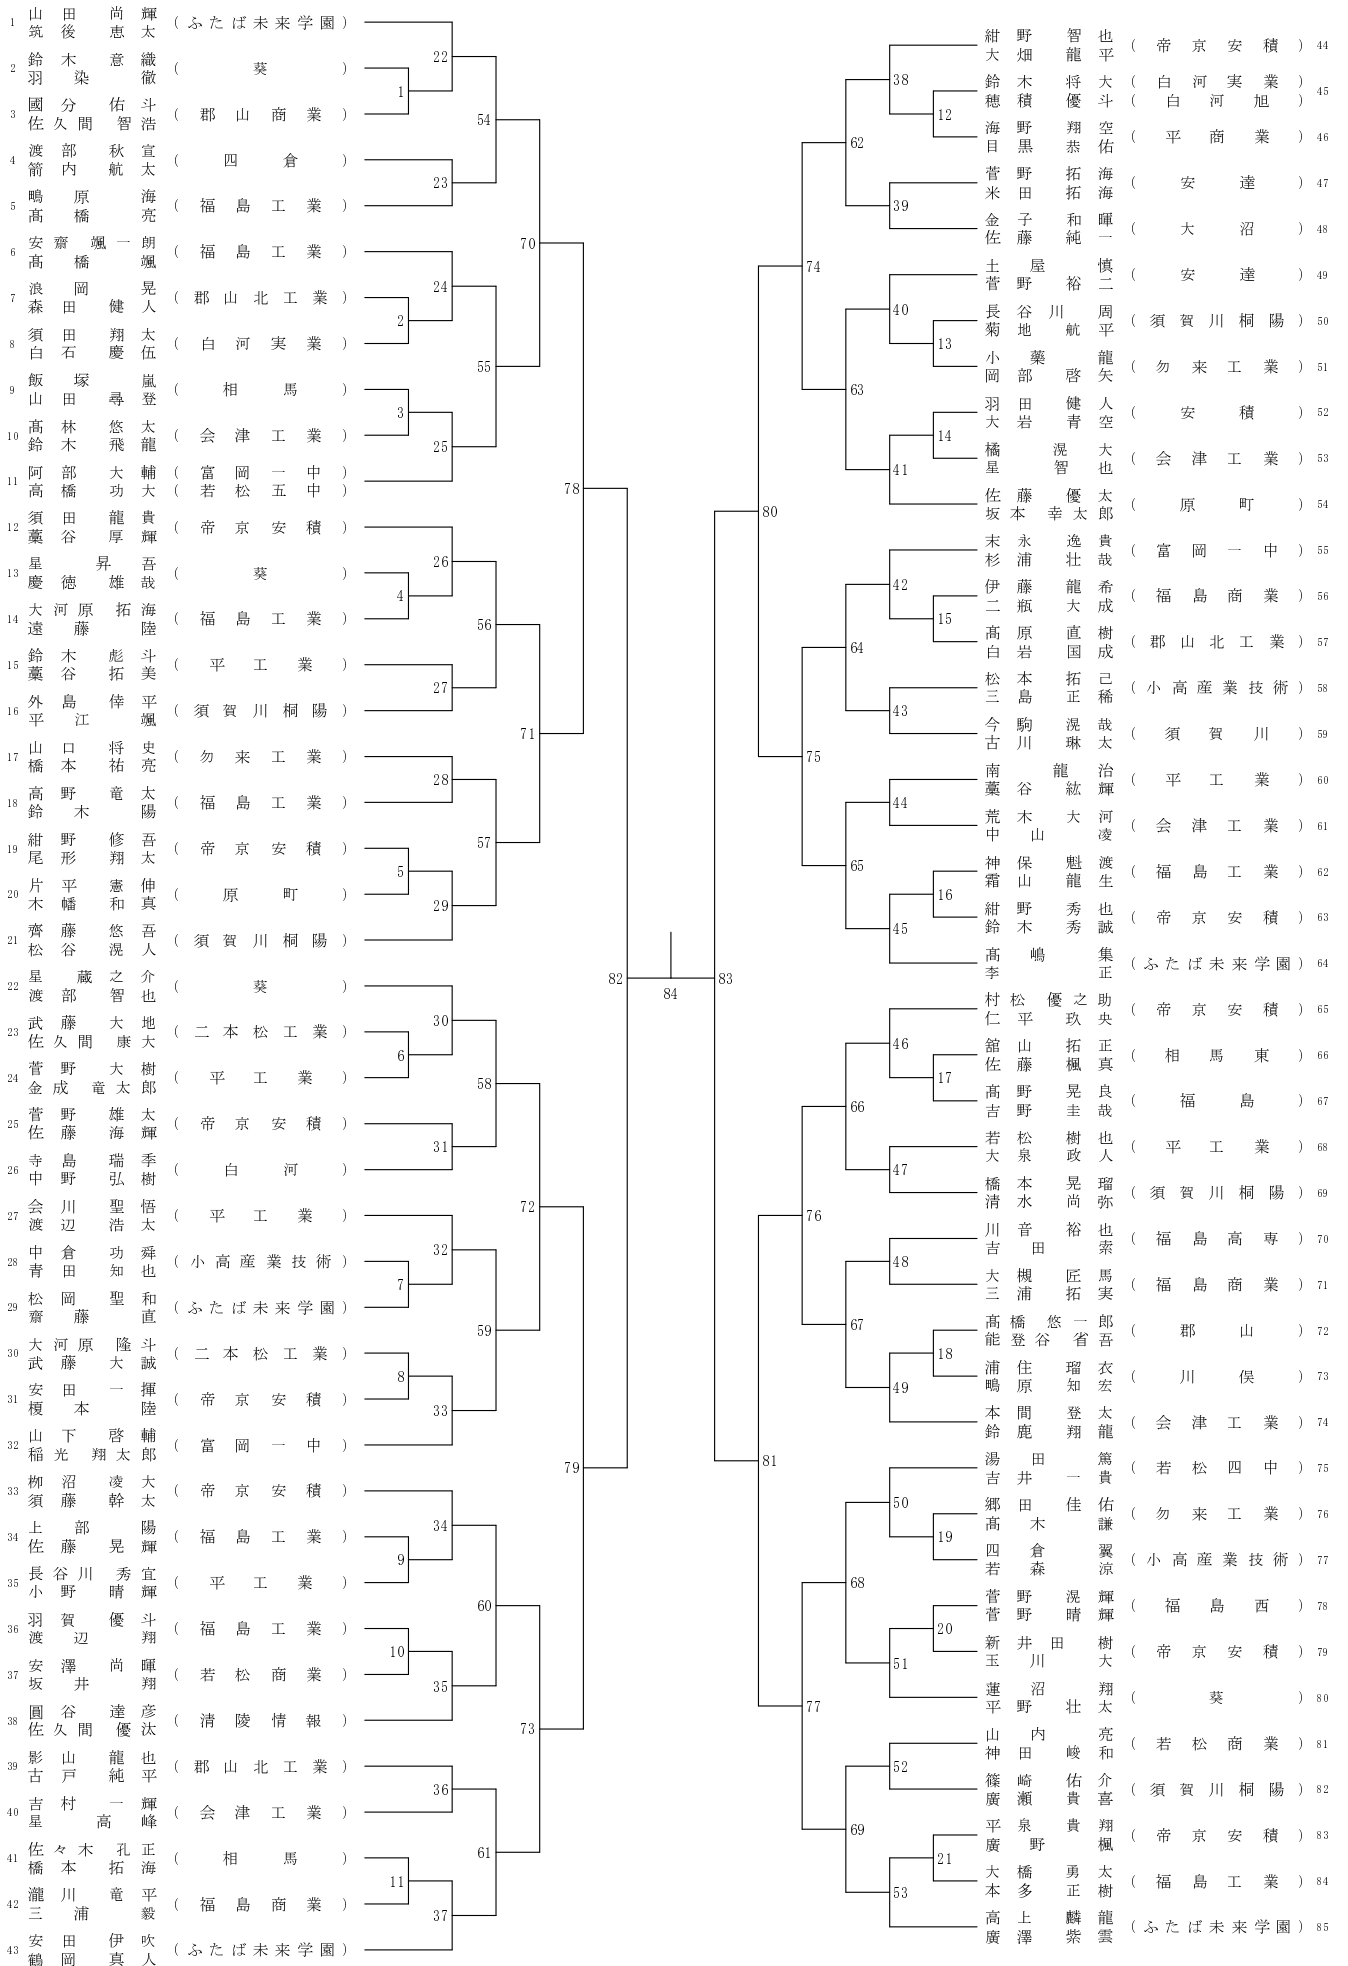 1 山田尚輝 筑後恵太 (ふたば未来学園)
2 鈴木意織 羽染徹 (葵)
3 國分佑斗 佐久間智浩 (郡山商業)
4 渡部秋宣 箭内航太 (四倉)
5 鴫原海 髙橋亮 (福島工業)
6 安齋颯一朗 髙橋颯 (福島工業)
7 浪岡晃 森田健人 (郡山北工業)
8 須田翔太 白石慶伍 (白河実業)
9 飯塚嵐 山田尋登 (相馬)
10 髙林悠太 鈴木飛龍 (会津工業)
11 阿部大輔 (富岡一中) 高橋功大 (若松五中)
12 須田龍貴 藁谷厚輝 (帝京安積)
13 星昇吾 慶徳雄哉 (葵)
14 大河原拓海 遠藤陸 (福島工業)
15 鈴木彪斗 藁谷拓美 (平工業)
16 外島倖平 平江颯 (須賀川桐陽)
17 山口将史 橋本祐亮 (勿来工業)
18 高野竜太 鈴木陽 (福島工業)
19 紺野修吾 尾形翔太 (帝京安積)
20 片平憲伸 木幡和真 (原町)
21 齊藤悠吾 松谷滉人 (須賀川桐陽)
22 星蔵之介 渡部智也 (葵)
23 武藤大地 佐久間康大 (二本松工業)
24 菅野大樹 金成竜太郎 (平工業)
25 菅野雄太 佐藤海輝 (帝京安積)
26 寺島瑞季 中野弘樹 (白河)
27 会川聖悟 渡辺浩太 (平工業)
28 中倉功舜 青田知也 (小高産業技術)
29 松岡聖和 齋藤直 (ふたば未来学園)
30 大河原隆斗 武藤大誠 (二本松工業)
31 安田一揮 榎本陸 (帝京安積)
32 山下啓輔 稲光翔太郎 (富岡一中)
33 栁沼凌大 須藤幹太 (帝京安積)
34 上部陽 佐藤晃輝 (福島工業)
35 長谷川秀宜 小野晴輝 (平工業)
36 羽賀優斗 渡辺翔 (福島工業)
37 安澤尚暉 坂井翔 (若松商業)
38 圓谷達彦 佐久間優汰 (清陵情報)
39 影山龍也 古戸純平 (郡山北工業)
40 吉村一輝 星高峰 (会津工業)
41 佐々木孔正 橋本拓海 (相馬)
42 瀧川竜平 三浦毅 (福島商業)
43 安田伊吹 鶴岡真人 (ふたば未来学園)
22
1
54
23
70
24
2
55
3
25
78
26
4
56
27
71
28
57
5
29
82
30
6
58
31
72
32
7
59
8
33
79
34
9
60
10
35
73
36
61
11
37
84
83
38
12
62
39
74
40
13
63
14
41
80
42
15
64
43
75
44
65
16
45
46
17
66
47
76
48
67
18
49
81
50
19
68
20
51
77
52
69
21
53
紺野智也 大畑龍平 (帝京安積) 44
鈴木将大 (白河実業) 穂積優斗 (白河旭) 45
海野翔空 目黒恭佑 (平商業) 46
菅野拓海 米田拓海 (安達) 47
金子和暉 佐藤純一 (大沼) 48
土屋慎 菅野裕二 (安達) 49
長谷川周 菊地航平 (須賀川桐陽) 50
小薬龍 岡部啓矢 (勿来工業) 51
羽田健人 大岩青空 (安積) 52
橘滉大 星智也 (会津工業) 53
佐藤優太 坂本幸太郎 (原町) 54
末永逸貴 杉浦壮哉 (富岡一中) 55
伊藤龍希 二瓶大成 (福島商業) 56
髙原直樹 白岩国成 (郡山北工業) 57
松本拓己 三島正稀 (小高産業技術) 58
今駒滉哉 古川琳太 (須賀川) 59
南龍治 藁谷紘輝 (平工業) 60
荒木大河 中山凌 (会津工業) 61
神保魁渡 霜山龍生 (福島工業) 62
紺野秀也 鈴木秀誠 (帝京安積) 63
髙嶋集 李正 (ふたば未来学園) 64
村松優之助 仁平玖央 (帝京安積) 65
舘山拓正 佐藤楓真 (相馬東) 66
髙野晃良 吉野圭哉 (福島) 67
若松樹也 大泉政人 (平工業) 68
橋本晃瑠 清水尚弥 (須賀川桐陽) 69
川音裕也 吉田索 (福島高専) 70
大槻匠馬 三浦拓実 (福島商業) 71
髙橋悠一郎 能登谷省吾 (郡山) 72
浦住瑠衣 鴫原知宏 (川俣) 73
本間登太 鈴鹿翔龍 (会津工業) 74
湯田篤 吉井一貴 (若松四中) 75
郷田佳佑 髙木謙 (勿来工業) 76
四倉翼 若森涼 (小高産業技術) 77
菅野滉輝 菅野晴輝 (福島西) 78
新井田樹 玉川大 (帝京安積) 79
蓮沼翔 平野壮太 (葵) 80
山内亮 神田峻和 (若松商業) 81
篠崎佑介 廣瀬貴喜 (須賀川桐陽) 82
平泉貴翔 廣野楓 (帝京安積) 83
大橋勇太 本多正樹 (福島工業) 84
高上麟龍 廣澤紫雲 (ふたば未来学園) 85